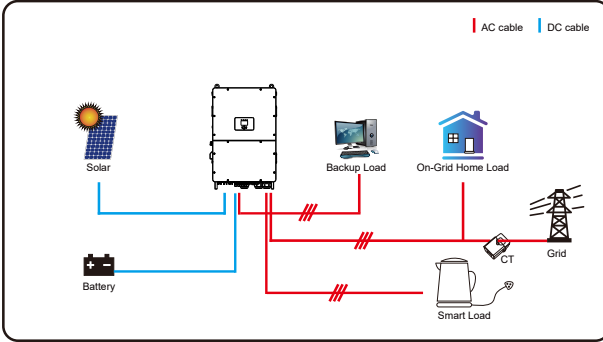 AC cable
DC cable
Solar
Backup Load
On-Grid Home Load
CT
Grid
Battery
Smart Load